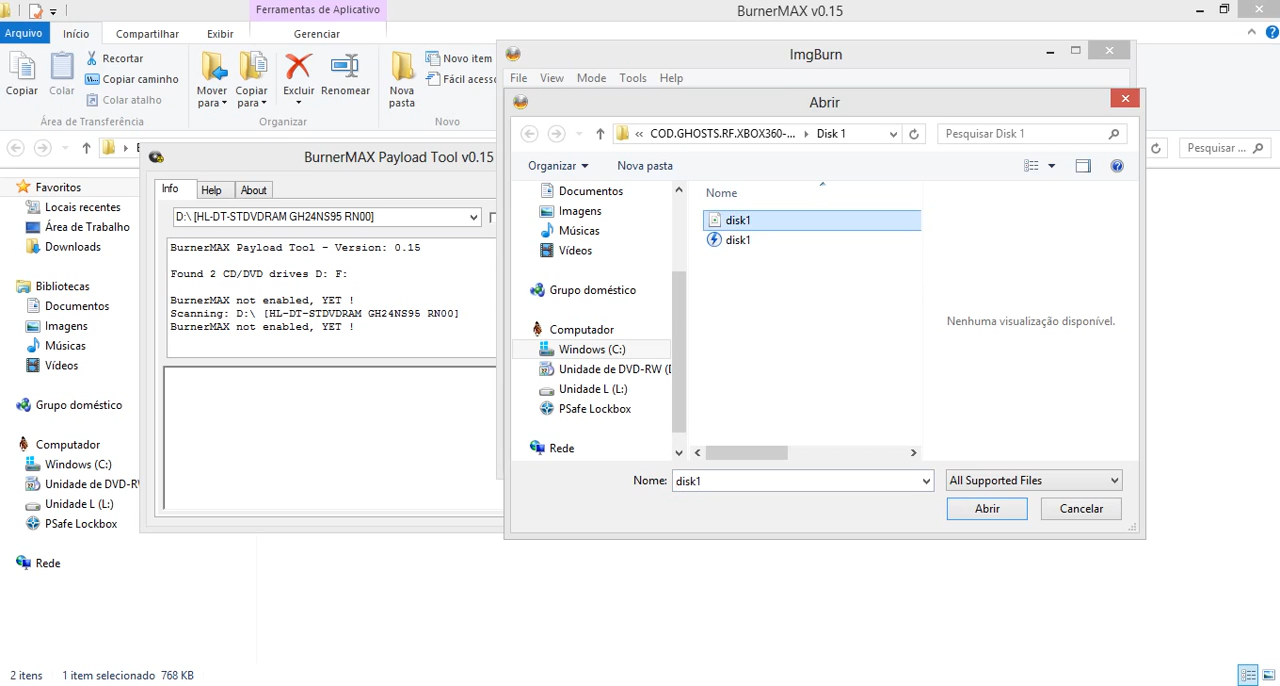 Ferramentas de Aplicativo
BurnerMAX v0.15
Arquivo
Início
Compartilhar
Exibir
Gerenciar
Copiar
Colar
Recortar
Copiar caminho
Colar atalho
Área de Transferência
Mover para
Copiar para
Excluir
Renomear
Organizar
Nova pasta
Novo item
Fácil acess
Novo
Pesquisar ...
Favoritos
Locais recentes
Área de Trabalho
Downloads
Bibliotecas
Documentos
Imagens
Músicas
Vídeos
Grupo doméstico
Computador
Windows (C:)
Unidade de DVD-RW
Unidade L (L:)
PSafe Lockbox
Rede
2 itens
1 item selecionado 768 KB
BurnerMAX Payload Tool v0.15
Info
Help
About
D:\ [HL-DT-STDVDRAM GH24NS95 RN00]
BurnerMAX Payload Tool - Version: 0.15
Found 2 CD/DVD drives D: F:
BurnerMAX not enabled, YET !
Scanning: D:\ [HL-DT-STDVDRAM GH24NS95 RN00]
BurnerMAX not enabled, YET !
ImgBurn
File View Mode Tools Help
Abrir
« COD.GHOSTS.RF.XBOX360-... Disk 1
Pesquisar Disk 1
Organizar
Nova pasta
Documentos
Imagens
Músicas
Vídeos
Grupo doméstico
Computador
Windows (C:)
Unidade de DVD-RW (
Unidade L (L:)
PSafe Lockbox
Rede
Nome
disk1
disk1
Nenhuma visualização disponível.
Nome: disk1
All Supported Files
Abrir
Cancelar